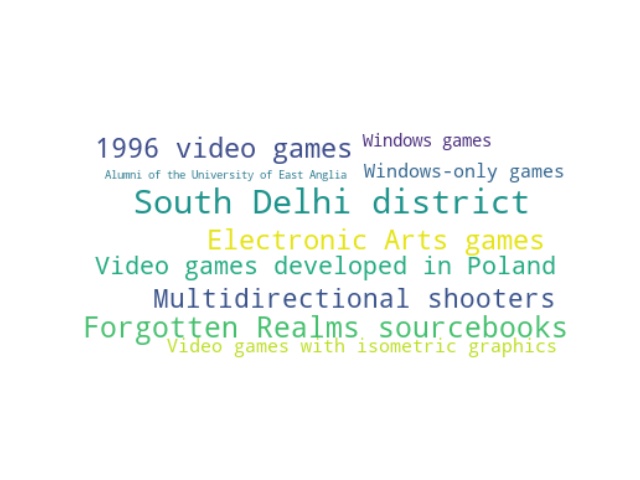 1996 video games
Windows games
Alumni of the University of East Anglia
Windows-only games
South Delhi district
Electronic Arts games
Video games developed in Poland
Multidirectional shooters
Forgotten Realms sourcebooks
Video games with isometric graphics